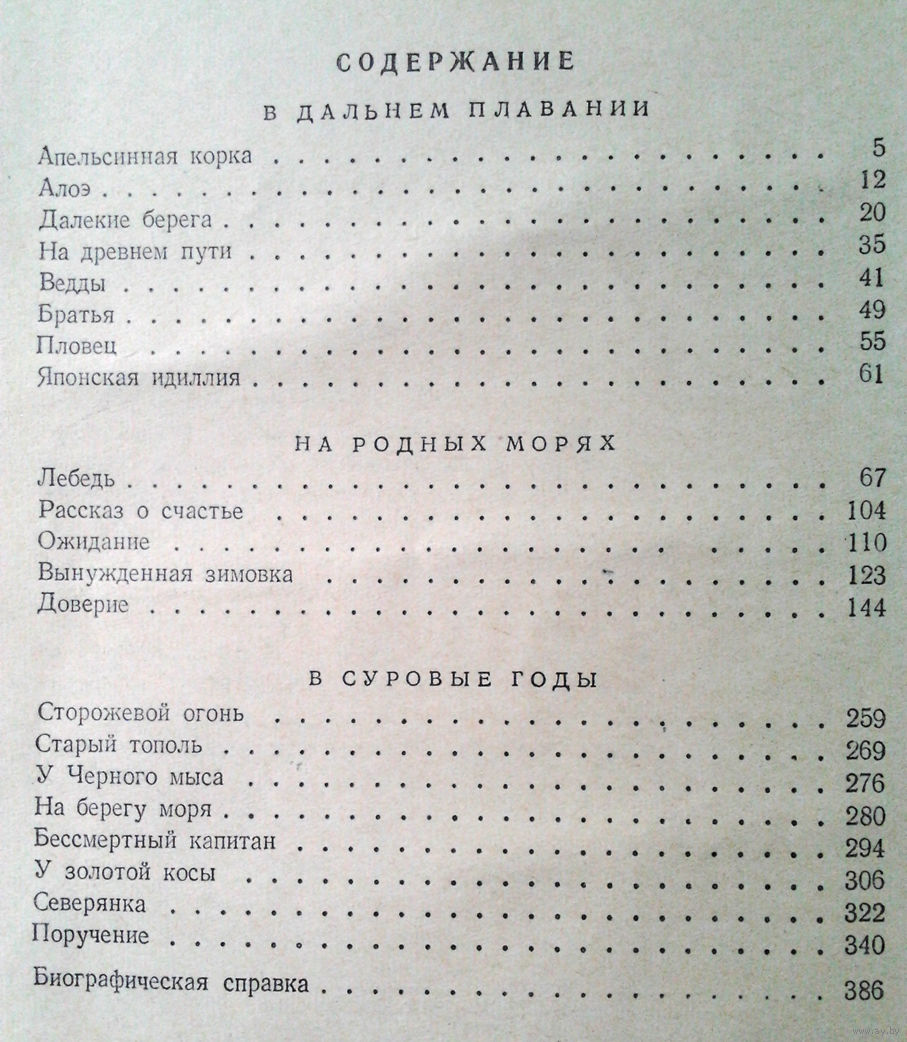 СОДЕРЖАНИЕ
В ДАЛЬНЕМ ПЛАВАНИИ
Апельсинная корка . . . . . . . . . . . . . . . . . . . . . . . 5
Алоэ . . . . . . . . . . . . . . . . . . . . . . . . . . . . . 12
Далекие берега . . . . . . . . . . . . . . . . . . . . . . . . . 20
На древнем пути . . . . . . . . . . . . . . . . . . . . . . . . 35
Ведды . . . . . . . . . . . . . . . . . . . . . . . . . . . . . 41
Братья . . . . . . . . . . . . . . . . . . . . . . . . . . . . . 49
Пловец . . . . . . . . . . . . . . . . . . . . . . . . . . . . 55
Японская идиллия . . . . . . . . . . . . . . . . . . . . . . . . 61
НА РОДНЫХ МОРЯХ
Лебедь . . . . . . . . . . . . . . . . . . . . . . . . . . . . . 67
Рассказ о счастье . . . . . . . . . . . . . . . . . . . . . . . 104
Ожидание . . . . . . . . . . . . . . . . . . . . . . . . . . 110
Вынужденная зимовка . . . . . . . . . . . . . . . . . . . . . 123
Доверие . . . . . . . . . . . . . . . . . . . . . . . . . . . . 144
В СУРОВЫЕ ГОДЫ
Сторожевой огонь . . . . . . . . . . . . . . . . . . . . . . . 259
Старый тополь . . . . . . . . . . . . . . . . . . . . . . . . . 269
У Черного мыса . . . . . . . . . . . . . . . . . . . . . . . . 276
На берегу моря . . . . . . . . . . . . . . . . . . . . . . . . . 280
Бессмертный капитан . . . . . . . . . . . . . . . . . . . . . . 294
У золотой косы . . . . . . . . . . . . . . . . . . . . . . . . 306
Северянка . . . . . . . . . . . . . . . . . . . . . . . . . . . 322
Поручение . . . . . . . . . . . . . . . . . . . . . . . . . . . 340
Биографическая справка . . . . . . . . . . . . . . . . . . . . . 386
www.ay.by